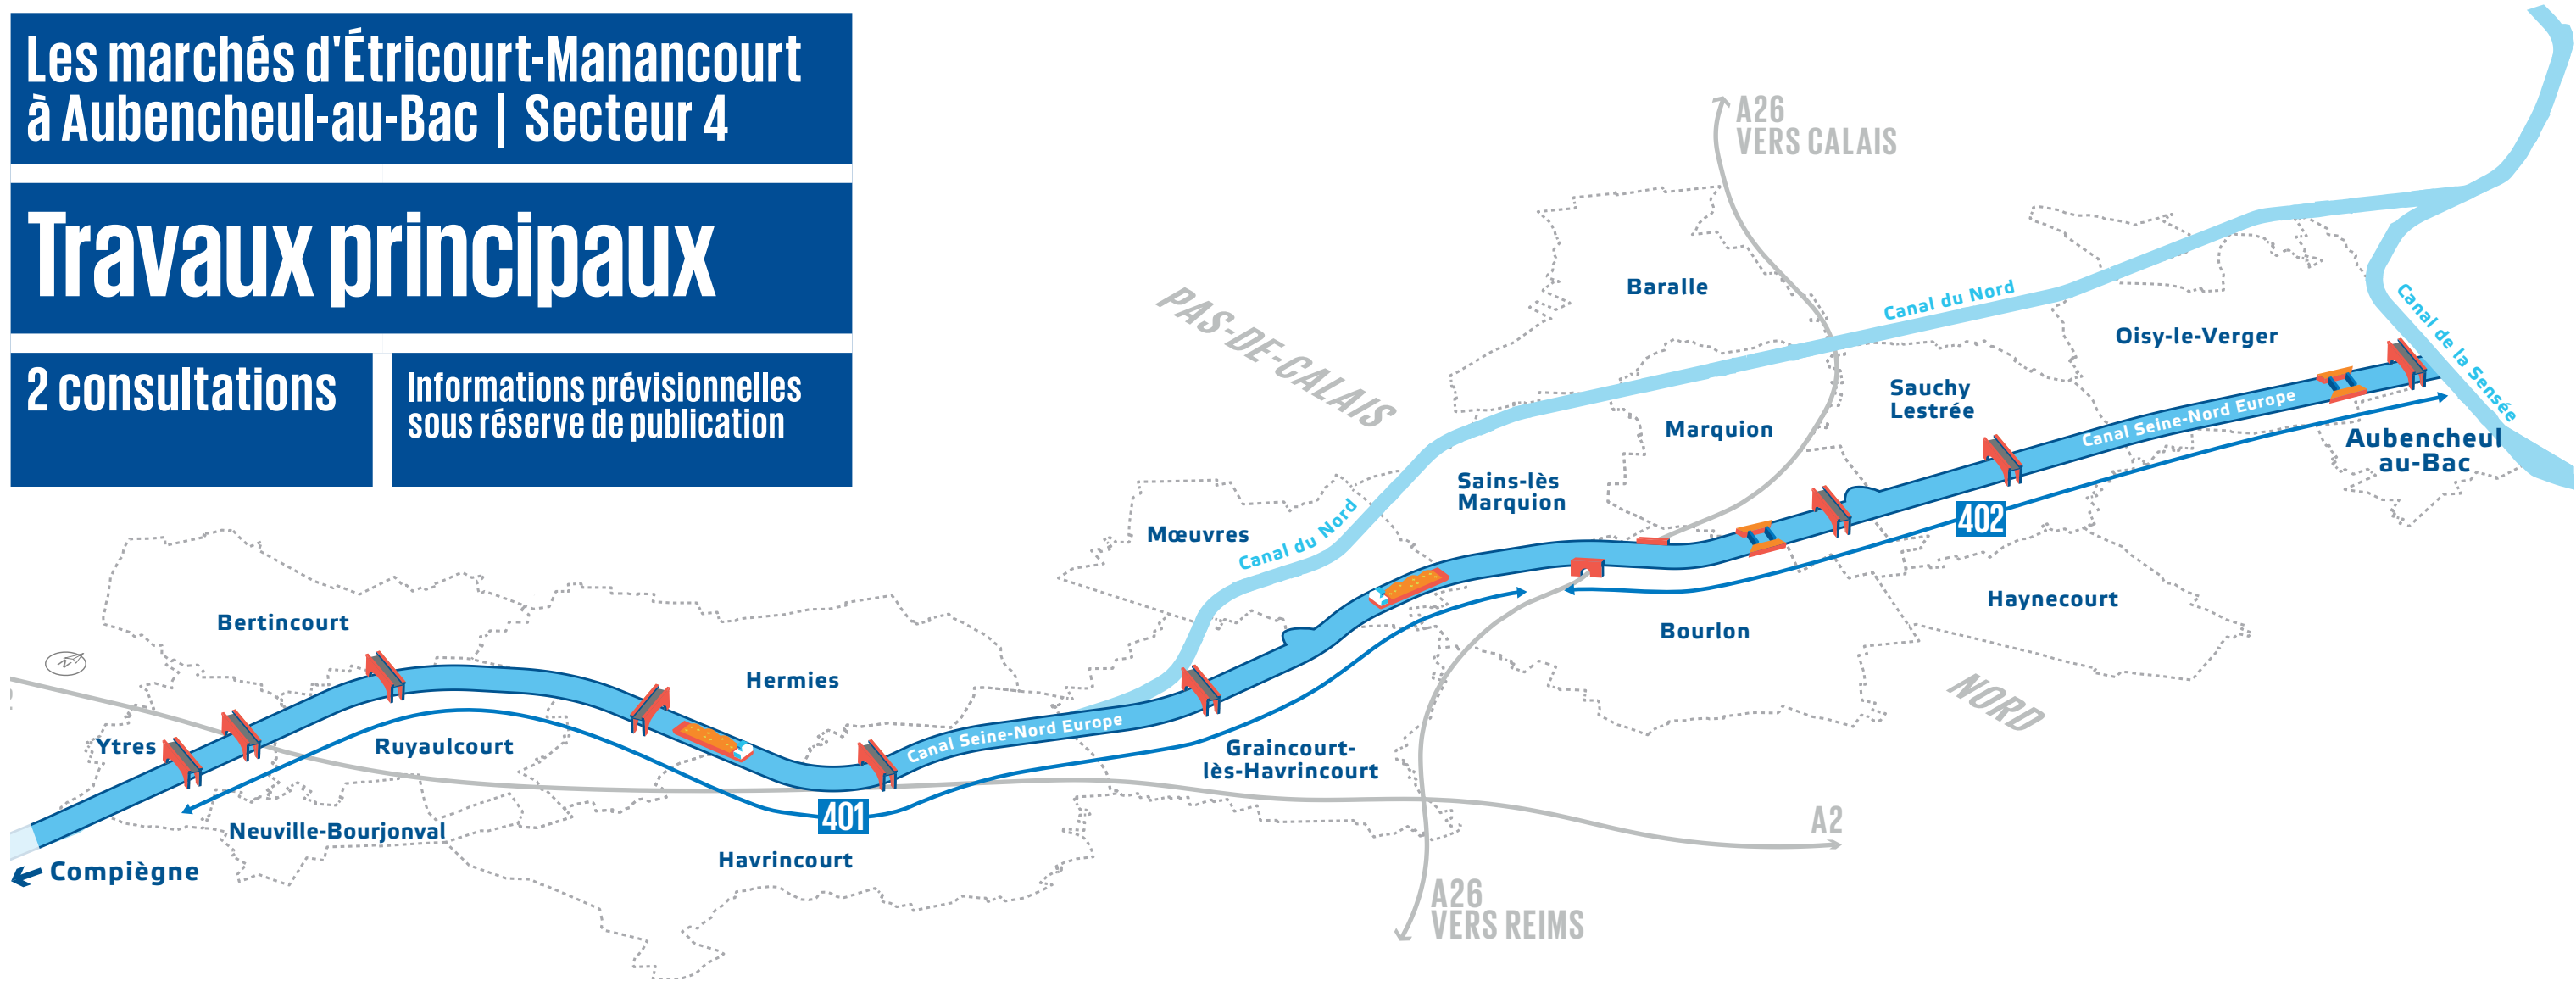 Les marchés d'Étricourt-Manancourt
à Aubencheul-au-Bac | Secteur 4
Travaux principaux
2 consultations
Informations prévisionnelles
sous réserve de publication
A26
VERS CALAIS
PAS-DE-CALAIS
Baralle
Canal du Nord
Canal de la Sensée
Oisy-le-Verger
Sauchy
Lestrée
Marquion
Canal Seine-Nord Europe
Aubencheul
au-Bac
Sains-lès
Marquion
402
Mœuvres
Canal du Nord
Haynecourt
Bourlon
Bertincourt
N
Hermies
NORD
Canal Seine-Nord Europe
Ytres
Ruyaulcourt
Graincourt-
lès-Havrincourt
401
A2
Neuville-Bourjonval
Havrincourt
Compiègne
A26
VERS REIMS